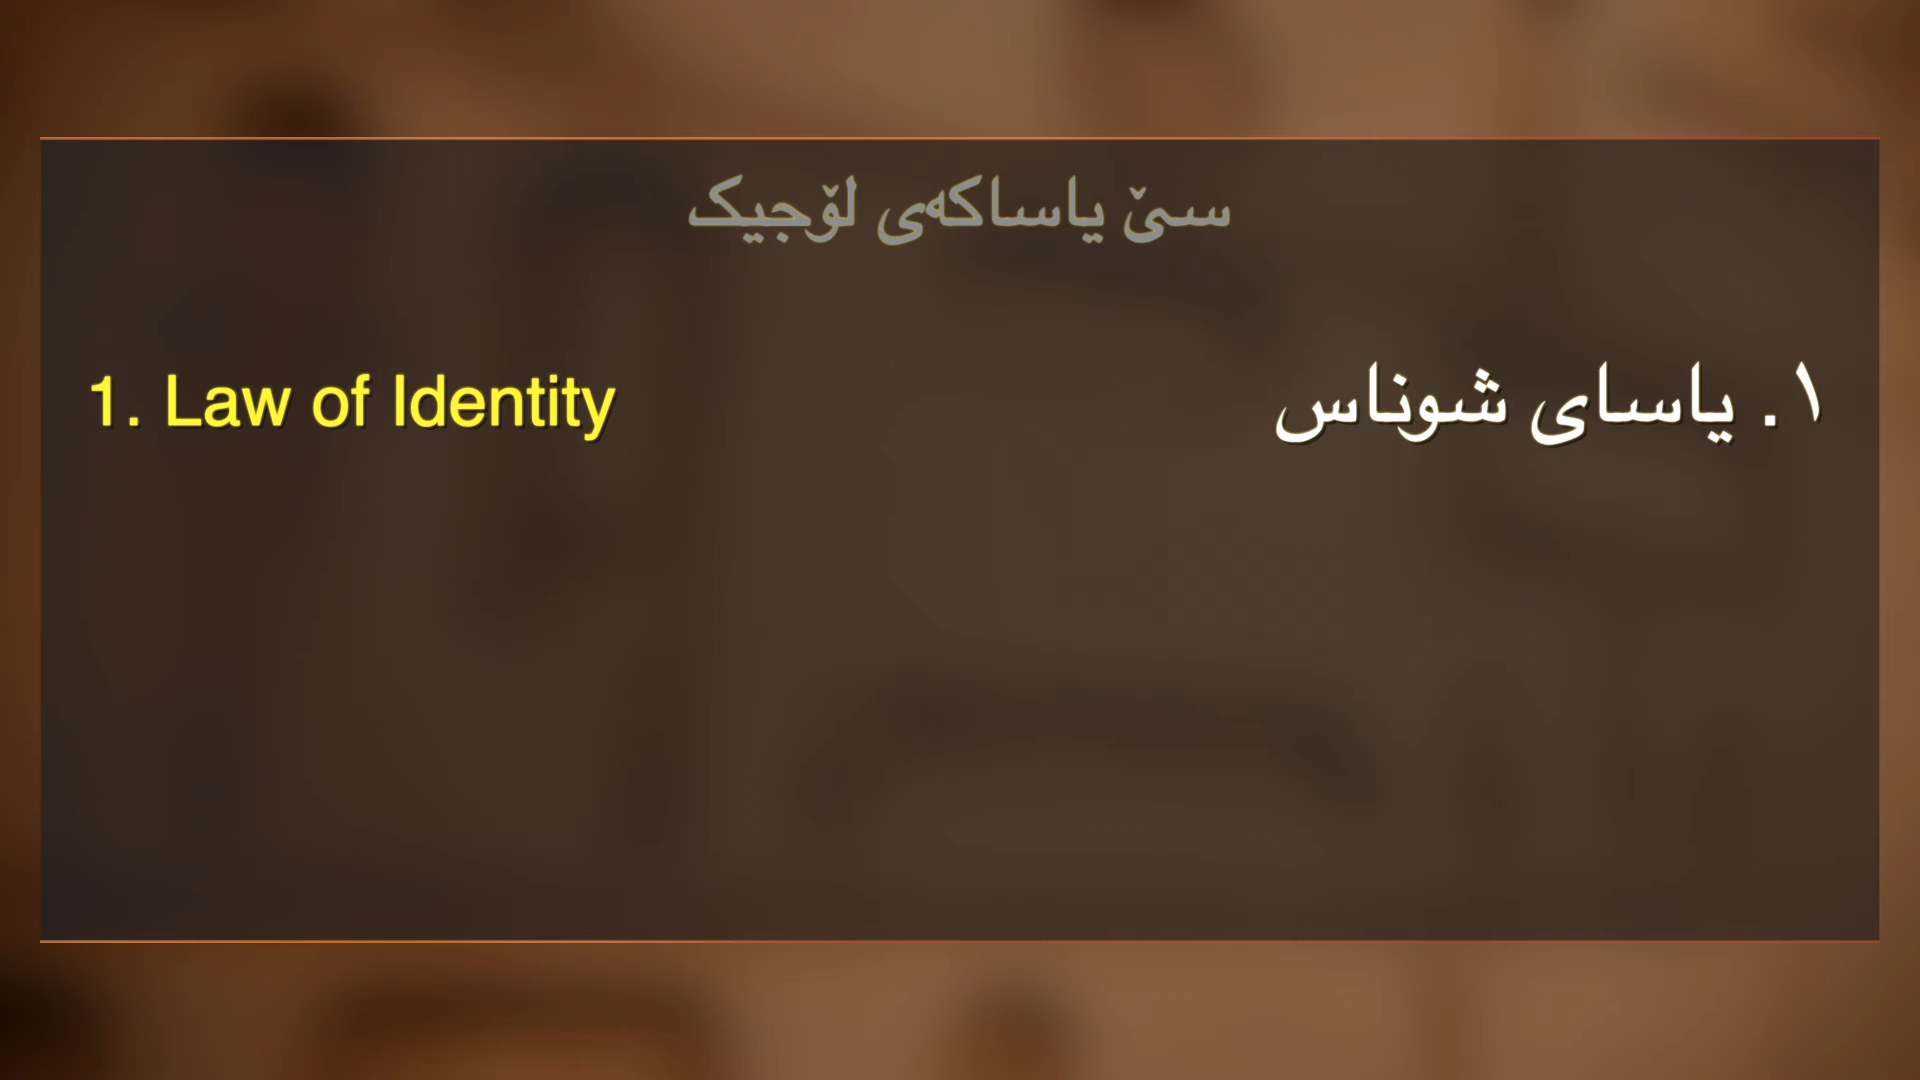 سێ یاساکەی لۆجیک
1. Law of Identity
١. یاسای شوناس